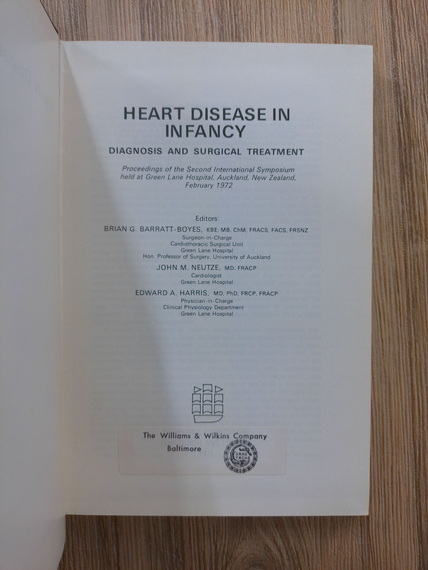 HEART DISEASE IN
INFANCY
DIAGNOSIS AND SURGICAL TREATMENT
Proceedings of the Second International Symposium
held at Green Lane Hospital, Auckland, New Zealand,
February 1972
Editors
BRIAN G. BARRATT-BOYES, KBE, MB, ChM, FRACS, FACS, FRSNZ
Surgeon-in-Charge
Cardiothoracic Surgical Unit
Green Lane Hospital
Hon. Professor of Surgery, University of Auckland
JOHN M. NEUTZE, MD, FRACP
Cardiologist
Green Lane Hospital
EDWARD A. HARRIS, MD, PhD, FRCP, FRACP
Physician-in-Charge
Clinical Physiology Department
Green Lane Hospital
The Williams & Wilkins Company
Baltimore